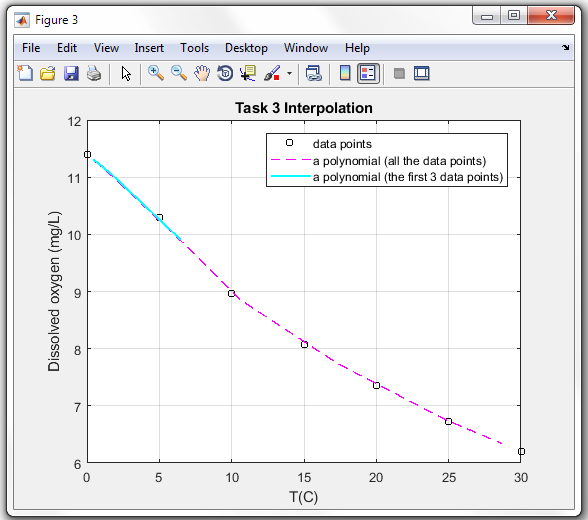 Figure 3
File Edit View Insert Tools Desktop Window Help
Task 3 Interpolation
data points
a polynomial (all the data points)
a polynomial (the first 3 data points)
Dissolved oxygen (mg/L)
12
11
10
9
8
7
6
0 5 10 15 20 25 30
T(C)